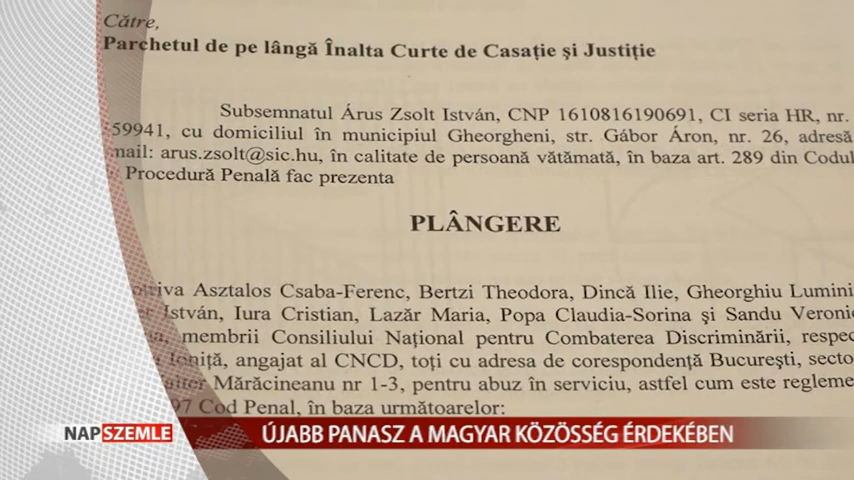 Către,
Parchetul de pe lângă Înalta Curte de Casație și Justiție
Subsemnatul Árus Zsolt István, CNP 1610816190691, CI seria HR, nr.
59941, cu domiciliul în municipiul Gheorgheni, str. Gábor Áron, nr. 26, adresă
mail: arus.zsolt@sic.hu, în calitate de persoană vătămată, în baza art. 289 din Codul
Procedură Penală fac prezenta
PLÂNGERE
Asztalos Csaba-Ferenc, Bertzi Theodora, Dincă Ilie, Gheorghiu Lumini
István, Iura Cristian, Lazăr Maria, Popa Claudia-Sorina și Sandu Veronic
membrii Consiliului Național pentru Combaterea Discriminării, respec
Ioniță, angajat al CNCD, toți cu adresa de corespondență București, secto
Mărăcineanu nr 1-3, pentru abuz în serviciu, astfel cum este regleme
97 Cod Penal, în baza următoarelor:
NAPSZEMLE
ÚJABB PANASZ A MAGYAR KÖZÖSSÉG ÉRDEKÉBEN